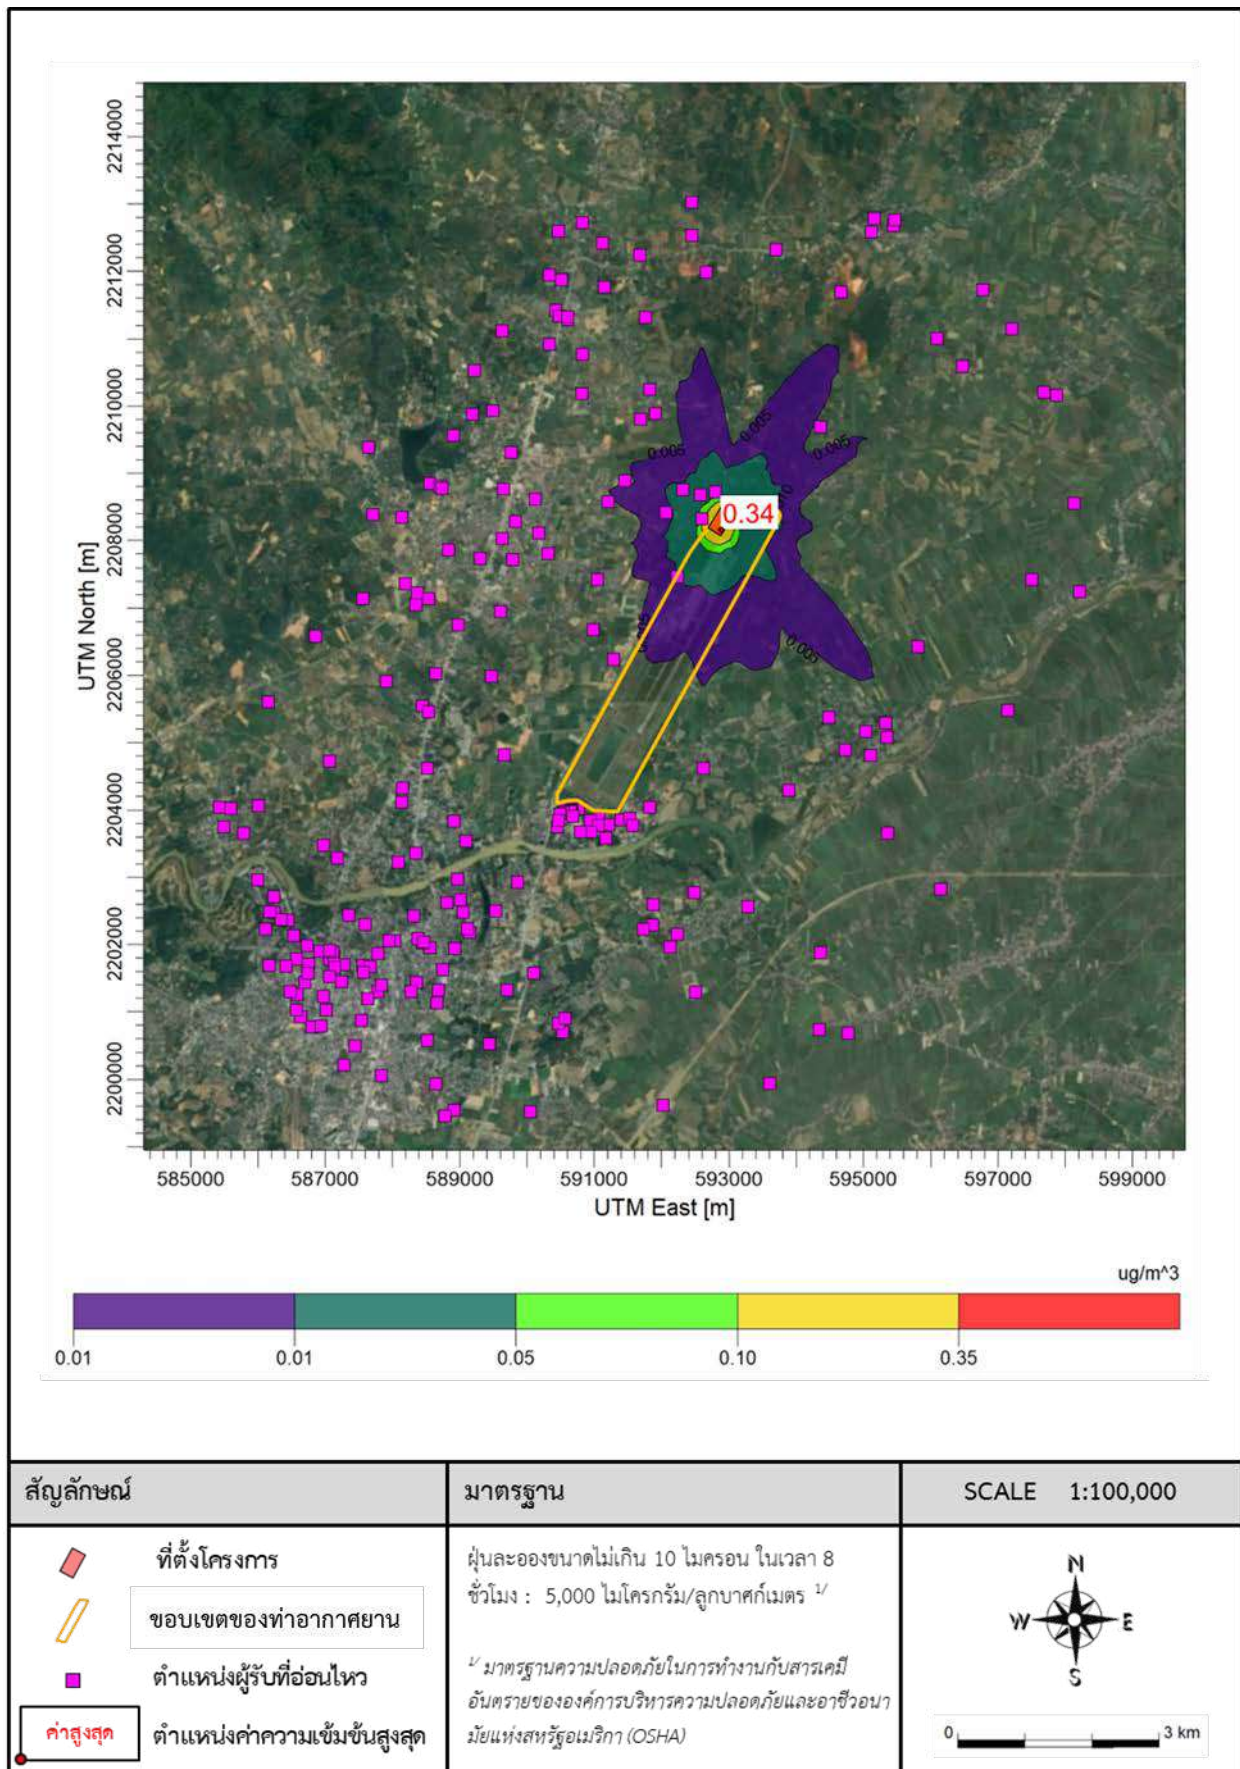 2214000
2212000
2210000
2208000
2206000
2204000
2202000
2200000
UTM North [m]
0.005
0.005
0.005
0.34
0.005
0.005
585000 587000 589000 591000 593000 595000 597000 599000
UTM East [m]
ug/m^3
0.01 0.01 0.05 0.10 0.35
สัญลักษณ์
ที่ตั้งโครงการ
ขอบเขตของท่าอากาศยาน
ตำแหน่งผู้รับที่อ่อนไหว
ค่าสูงสุด ตำแหน่งค่าความเข้มข้นสูงสุด
มาตรฐาน
ฝุ่นละอองขนาดไม่เกิน 10 ไมครอน ในเวลา 8
ชั่วโมง : 5,000 ไมโครกรัม/ลูกบาศก์เมตร 1/
1/ มาตรฐานความปลอดภัยในการทำงานกับสารเคมี
อันตรายขององค์การบริหารความปลอดภัยและอาชีวอนา
มัยแห่งสหรัฐอเมริกา (OSHA)
SCALE 1:100,000
N
W E
S
0 3 km